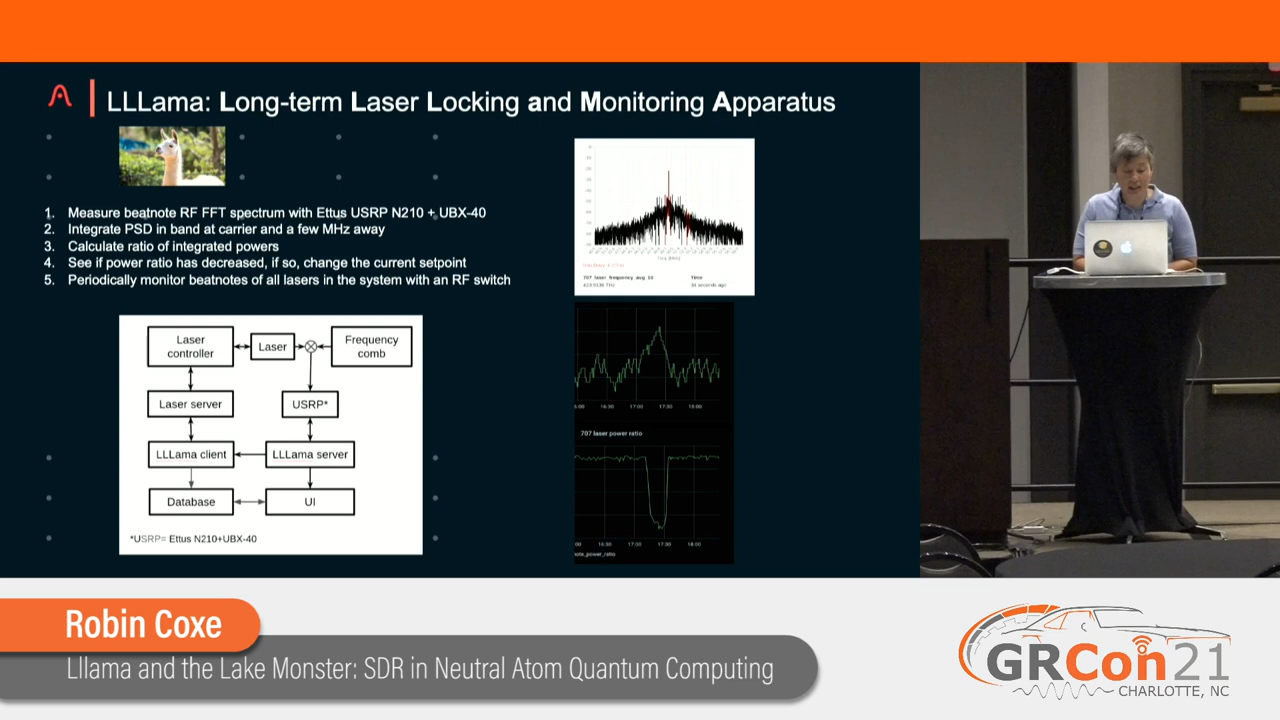 LLLama: Long-term Laser Locking and Monitoring Apparatus
1. Measure beatnote RF FFT spectrum with Ettus USRP N210 + UBX-40
2. Integrate PSD in band at carrier and a few MHz away
3. Calculate ratio of integrated powers
4. See if power ratio has decreased, if so, change the current setpoint
5. Periodically monitor beatnotes of all lasers in the system with an RF switch
Laser controller
Laser
Frequency comb
Laser server
USRP*
LLLama client
LLLama server
Database
UI
*USRP= Ettus N210+UBX-40
707 laser frequency avg 10
Time
34 seconds ago
16:30 17:00 17:30 18:00
707 laser power ratio
16:30 17:00 17:30 18:00
Robin Coxe
Lllama and the Lake Monster: SDR in Neutral Atom Quantum Computing
GRCon21
CHARLOTTE, NC